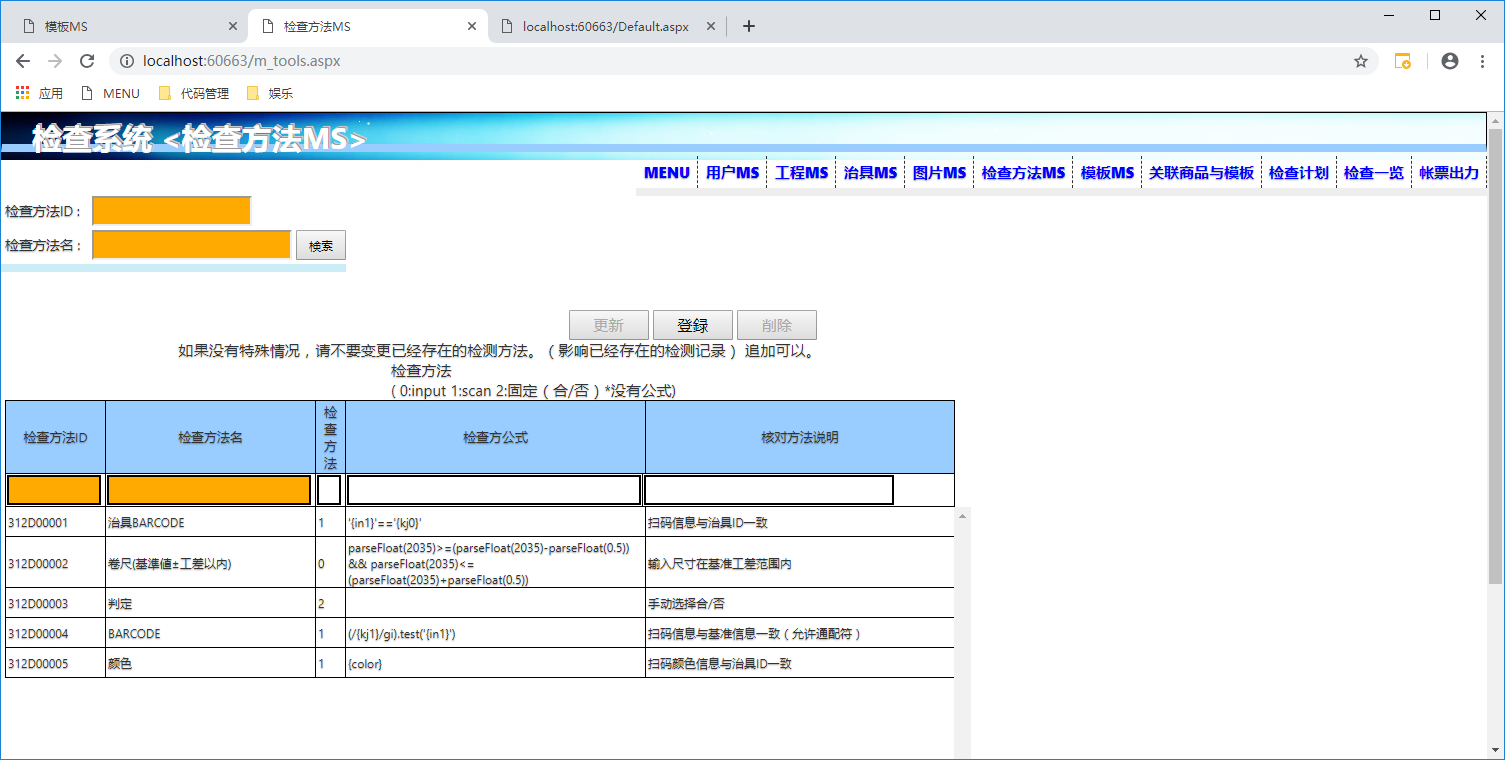 模板MS
检查方法MS
localhost:60663/Default.aspx
localhost:60663/m_tools.aspx
应用
MENU
代码管理
娱乐
检查系统 <检查方法MS>
MENU
用户MS
工程MS
治具MS
图片MS
检查方法MS
模板MS
关联商品与模板
检查计划
检查一览
帐票出力
检查方法ID：
检查方法名：
検索
更新
登録
削除
如果没有特殊情况，请不要变更已经存在的检测方法。（影响已经存在的检测记录） 追加可以。
检查方法
( 0:input 1:scan 2:固定（合/否）*没有公式)
检查方法ID
检查方法名
检
查
方
法
检查方公式
核对方法说明
312D00001
治具BARCODE
1
'{in1}'=='{kj0}'
扫码信息与治具ID一致
312D00002
卷尺(基準値±工差以内)
0
parseFloat(2035)>=(parseFloat(2035)-parseFloat(0.5))
&& parseFloat(2035)<=
(parseFloat(2035)+parseFloat(0.5))
输入尺寸在基准工差范围内
312D00003
判定
2
手动选择合/否
312D00004
BARCODE
1
(/{kj1}/gi).test('{in1}')
扫码信息与基准信息一致（允许通配符）
312D00005
颜色
1
{color}
扫码颜色信息与治具ID一致